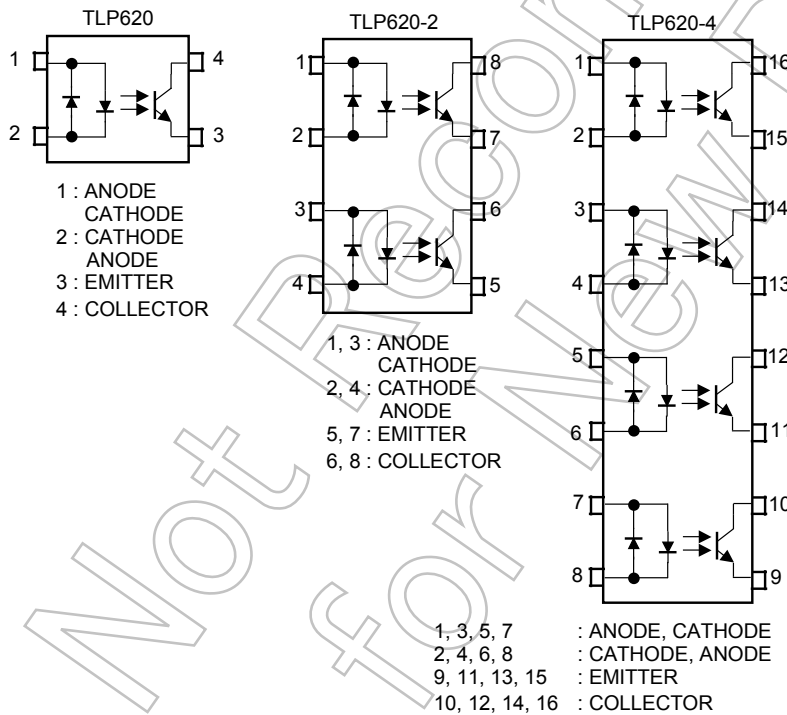 TLP620
1
4
2
3
1 : ANODE
CATHODE
2 : CATHODE
ANODE
3 : EMITTER
4 : COLLECTOR
TLP620-2
1
8
2
7
3
6
4
5
1, 3 : ANODE
CATHODE
2, 4 : CATHODE
ANODE
5, 7 : EMITTER
6, 8 : COLLECTOR
TLP620-4
1
16
2
15
3
14
4
13
5
12
6
11
7
10
8
9
1, 3, 5, 7 : ANODE, CATHODE
2, 4, 6, 8 : CATHODE, ANODE
9, 11, 13, 15 : EMITTER
10, 12, 14, 16 : COLLECTOR
Not Recom
for New